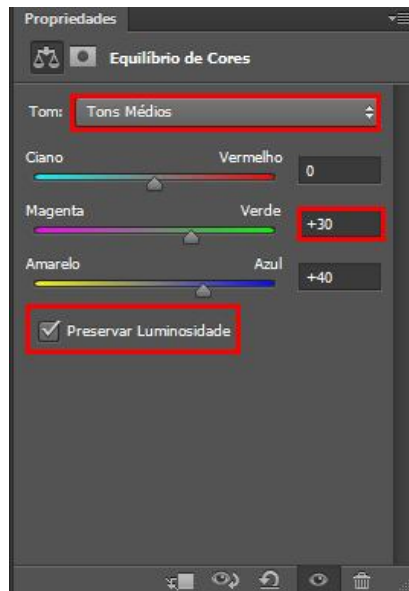 Propriedades
Equilíbrio de Cores
Tom: Tons Médios
Ciano Vermelho 0
Magenta Verde +30
Amarelo Azul +40
Preservar Luminosidade